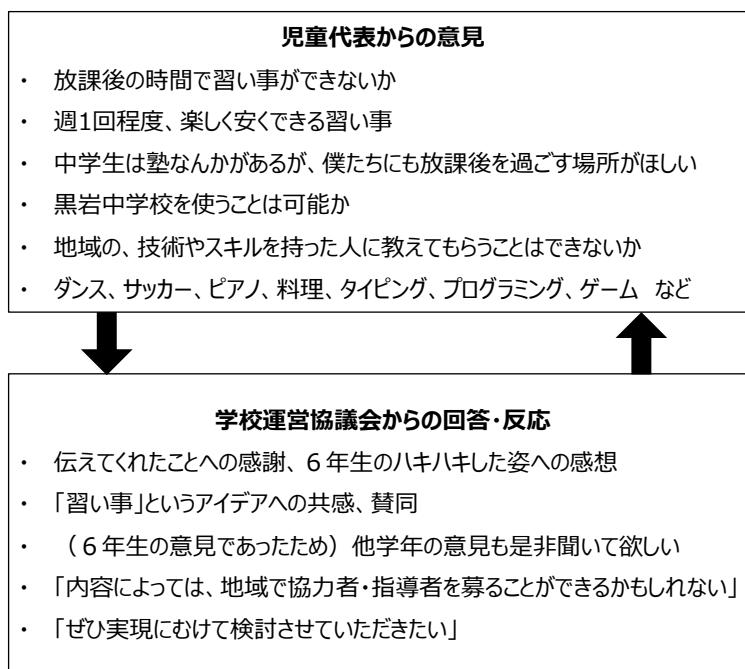 児童代表からの意見
・ 放課後の時間で習い事ができないか
・ 週1回程度、楽しく安くできる習い事
・ 中学生は塾なんかがあるが、僕たちにも放課後を過ごす場所がほしい
・ 黒岩中学校を使うことは可能か
・ 地域の、技術やスキルを持った人に教えてもらうことはできないか
・ ダンス、サッカー、ピアノ、料理、タイピング、プログラミング、ゲーム など
学校運営協議会からの回答・反応
・ 伝えてくれたことへの感謝、６年生のハキハキした姿への感想
・ 「習い事」というアイデアへの共感、賛同
・ （６年生の意見であったため）他学年の意見も是非聞いて欲しい
・ 「内容によっては、地域で協力者・指導者を募ることができるかもしれない」
・ 「ぜひ実現にむけて検討させていただきたい」